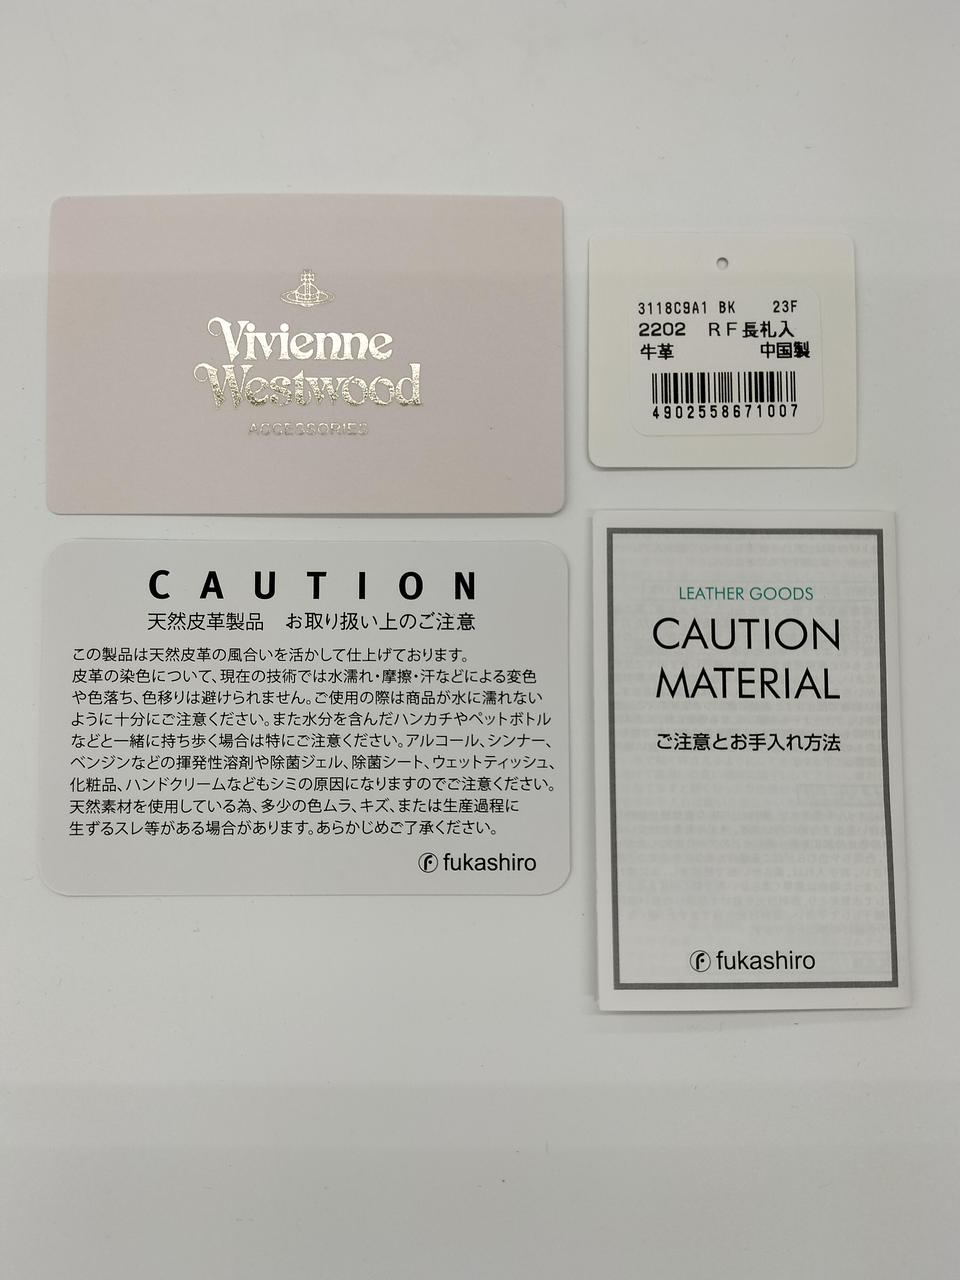 Vivienne
Westwood
ACCESSORIES
3118C9A1 BK 23F
2202 RF長札入
牛革 中国製
4902558671007
CAUTION
天然皮革製品 お取り扱い上のご注意
この製品は天然皮革の風合いを活かして仕上げております。
皮革の染色について、現在の技術では水濡れ・摩擦・汗などによる変色
や色落ち、色移りは避けられません。ご使用の際は商品が水に濡れない
ように十分にご注意ください。また水分を含んだハンカチやペットボトル
などと一緒に持ち歩く場合は特にご注意ください。アルコール、シンナー、
ベンジンなどの揮発性溶剤や除菌ジェル、除菌シート、ウェットティッシュ、
化粧品、ハンドクリームなどもシミの原因になりますのでご注意ください。
天然素材を使用している為、多少の色ムラ、キズ、または生産過程に
生ずるスレ等がある場合があります。あらかじめご了承ください。
fukashiro
LEATHER GOODS
CAUTION
MATERIAL
ご注意とお手入れ方法
fukashiro